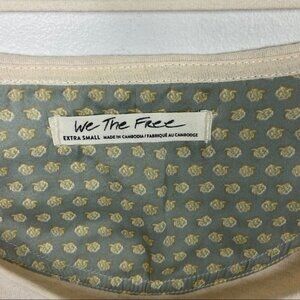 We The Free
EXTRA SMALL MADE IN CAMBODIA / FABRIQUÉ AU CAMBODGE